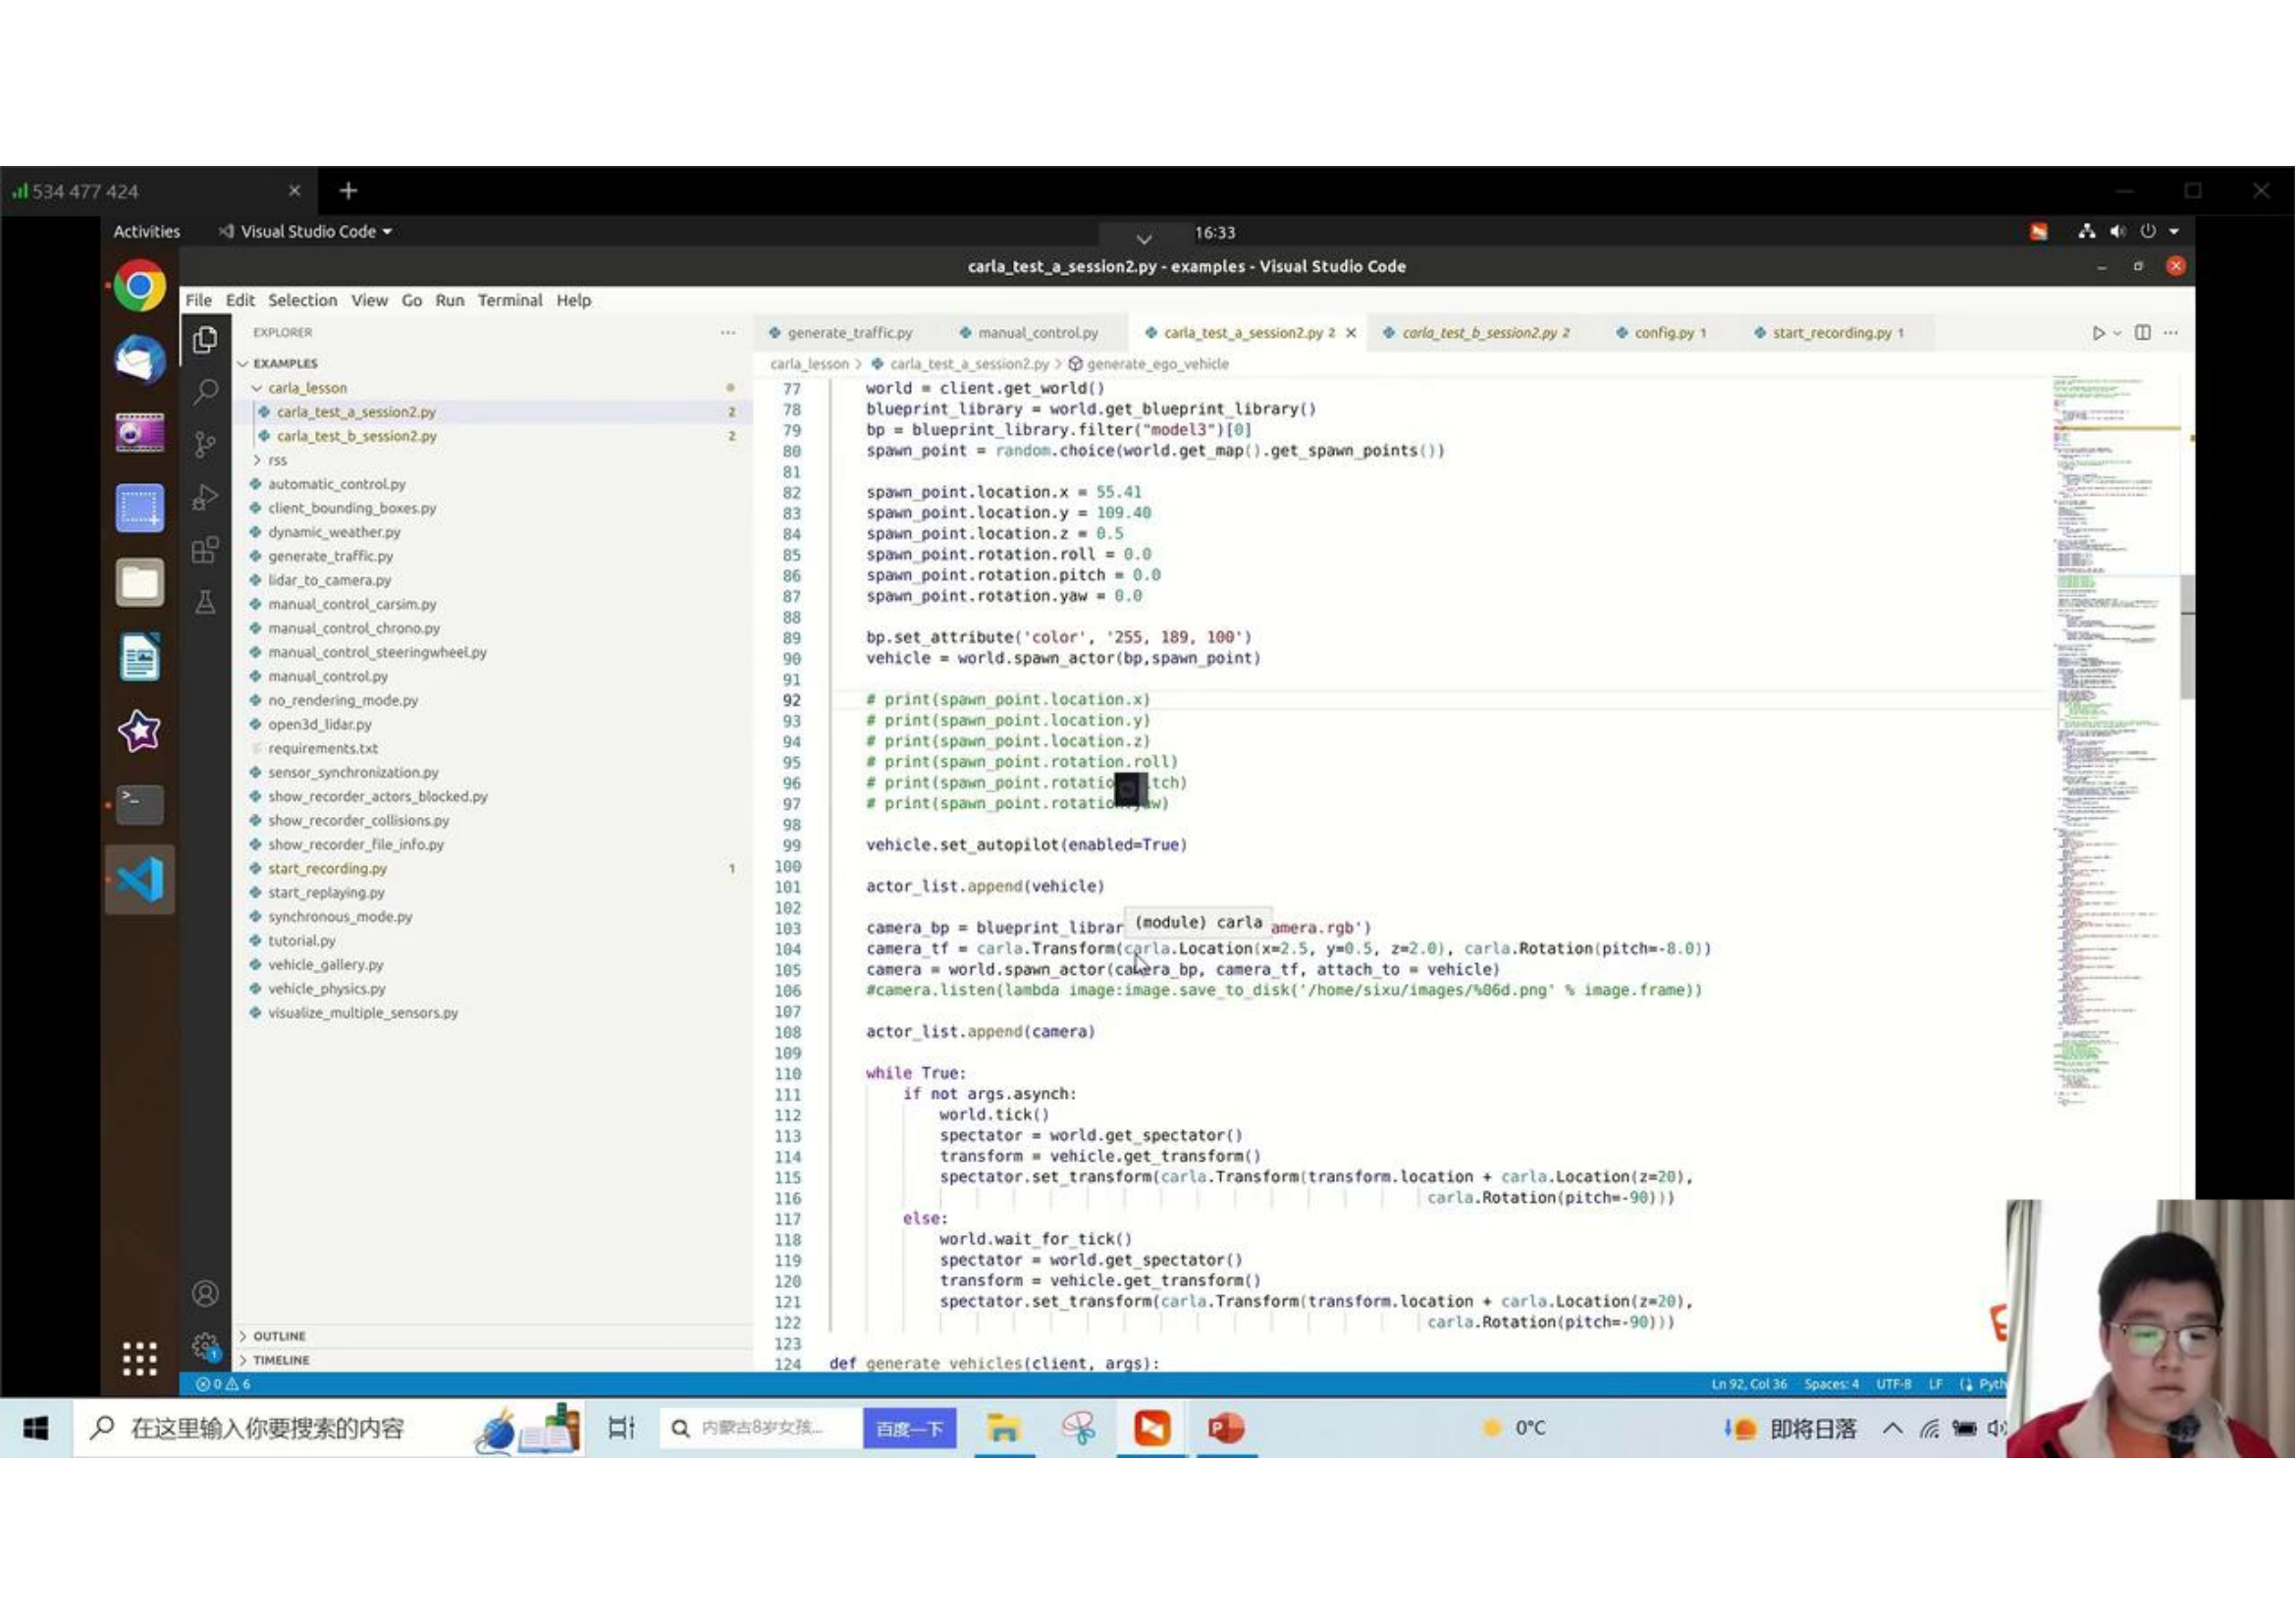 534 477 424
Activities
Visual Studio Code
16:33
carla_test_a_session2.py - examples - Visual Studio Code
File Edit Selection View Go Run Terminal Help
EXPLORER
EXAMPLES
carla_lesson
carla_test_a_session2.py 2
carla_test_b_session2.py 2
rss
automatic_control.py
client_bounding_boxes.py
dynamic_weather.py
generate_traffic.py
lidar_to_camera.py
manual_control_carsim.py
manual_control_chrono.py
manual_control_steeringwheel.py
manual_control.py
no_rendering_mode.py
open3d_lidar.py
requirements.txt
sensor_synchronization.py
show_recorder_actors_blocked.py
show_recorder_collisions.py
show_recorder_file_info.py
start_recording.py 1
start_replaying.py
synchronous_mode.py
tutorial.py
vehicle_gallery.py
vehicle_physics.py
visualize_multiple_sensors.py
OUTLINE
TIMELINE
generate_traffic.py manual_control.py carla_test_a_session2.py 2 carla_test_b_session2.py 2 config.py 1 start_recording.py 1
carla_lesson > carla_test_a_session2.py > generate_ego_vehicle
77 world = client.get_world()
78 blueprint_library = world.get_blueprint_library()
79 bp = blueprint_library.filter("model3")[0]
80 spawn_point = random.choice(world.get_map().get_spawn_points())
81
82 spawn_point.location.x = 55.41
83 spawn_point.location.y = 109.40
84 spawn_point.location.z = 0.5
85 spawn_point.rotation.roll = 0.0
86 spawn_point.rotation.pitch = 0.0
87 spawn_point.rotation.yaw = 0.0
88
89 bp.set_attribute('color', '255, 189, 100')
90 vehicle = world.spawn_actor(bp,spawn_point)
91
92 # print(spawn_point.location.x)
93 # print(spawn_point.location.y)
94 # print(spawn_point.location.z)
95 # print(spawn_point.rotation.roll)
96 # print(spawn_point.rotatio tch)
97 # print(spawn_point.rotatio w)
98
99 vehicle.set_autopilot(enabled=True)
100
101 actor_list.append(vehicle)
102
(module) carla
103 camera_bp = blueprint_librar amera.rgb')
104 camera_tf = carla.Transform(carla.Location(x=2.5, y=0.5, z=2.0), carla.Rotation(pitch=-8.0))
105 camera = world.spawn_actor(camera_bp, camera_tf, attach_to = vehicle)
106 #camera.listen(lambda image:image.save_to_disk('/home/sixu/images/%06d.png' % image.frame))
107
108 actor_list.append(camera)
109
110 while True:
111 if not args.asynch:
112 world.tick()
113 spectator = world.get_spectator()
114 transform = vehicle.get_transform()
115 spectator.set_transform(carla.Transform(transform.location + carla.Location(z=20),
116 carla.Rotation(pitch=-90)))
117 else:
118 world.wait_for_tick()
119 spectator = world.get_spectator()
120 transform = vehicle.get_transform()
121 spectator.set_transform(carla.Transform(transform.location + carla.Location(z=20),
122 carla.Rotation(pitch=-90)))
123
124 def generate_vehicles(client, args):
0 6
Ln 92, Col 36 Spaces: 4 UTF-8 LF Pyth
在这里输入你要搜索的内容
内蒙古8岁女孩...
百度一下
0°C
即将日落